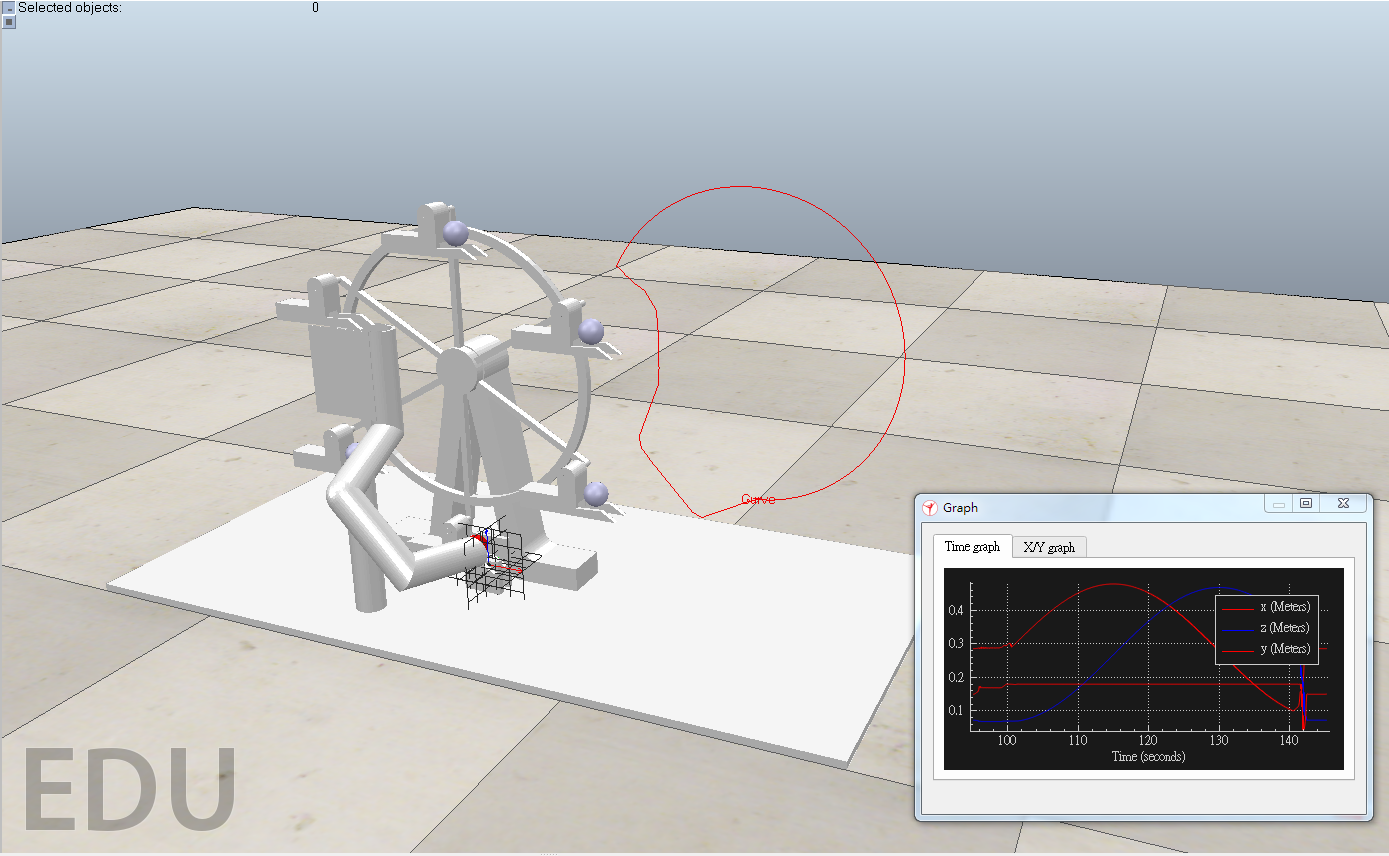 Selected objects: 0
Curve
Graph
Time graph
X/Y graph
x (Meters)
z (Meters)
y (Meters)
0.4
0.3
0.2
0.1
100 110 120 130 140
Time (seconds)
EDU